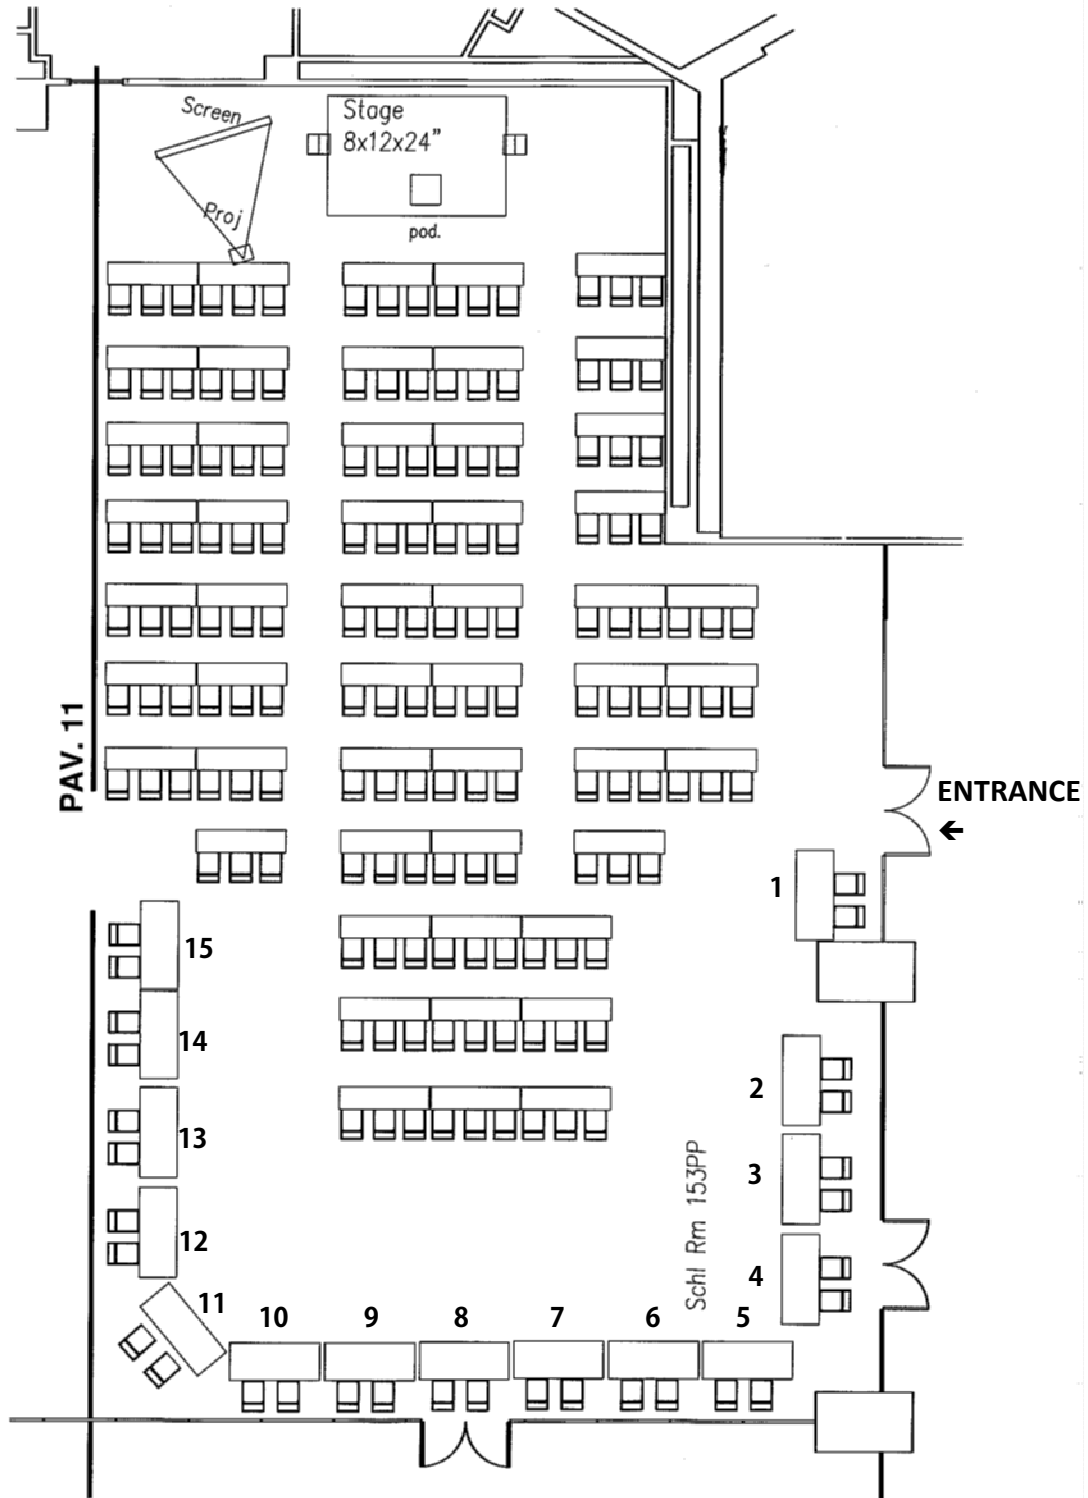 Screen
Stage
8x12x24”
Proj
pod.
PAV. 11
ENTRANCE
←
1
15
14
2
13
3
Schl Rm 153PP
12
4
11
10
9
8
7
6
5